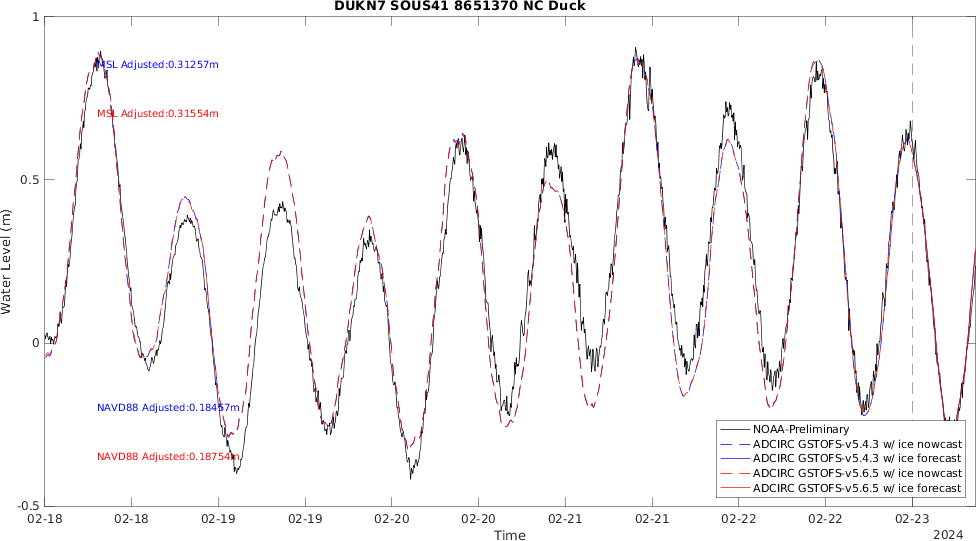 DUKN7 SOUS41 8651370 NC Duck
1
MSL Adjusted:0.31257m
MSL Adjusted:0.31554m
0.5
Water Level (m)
0
NAVD88 Adjusted:0.18457m
NAVD88 Adjusted:0.18754m
NOAA-Preliminary
ADCIRC GSTOFS-v5.4.3 w/ ice nowcast
ADCIRC GSTOFS-v5.4.3 w/ ice forecast
ADCIRC GSTOFS-v5.6.5 w/ ice nowcast
ADCIRC GSTOFS-v5.6.5 w/ ice forecast
-0.5
02-18 02-18 02-19 02-19 02-20 02-20 02-21 02-21 02-22 02-22 02-23
Time
2024